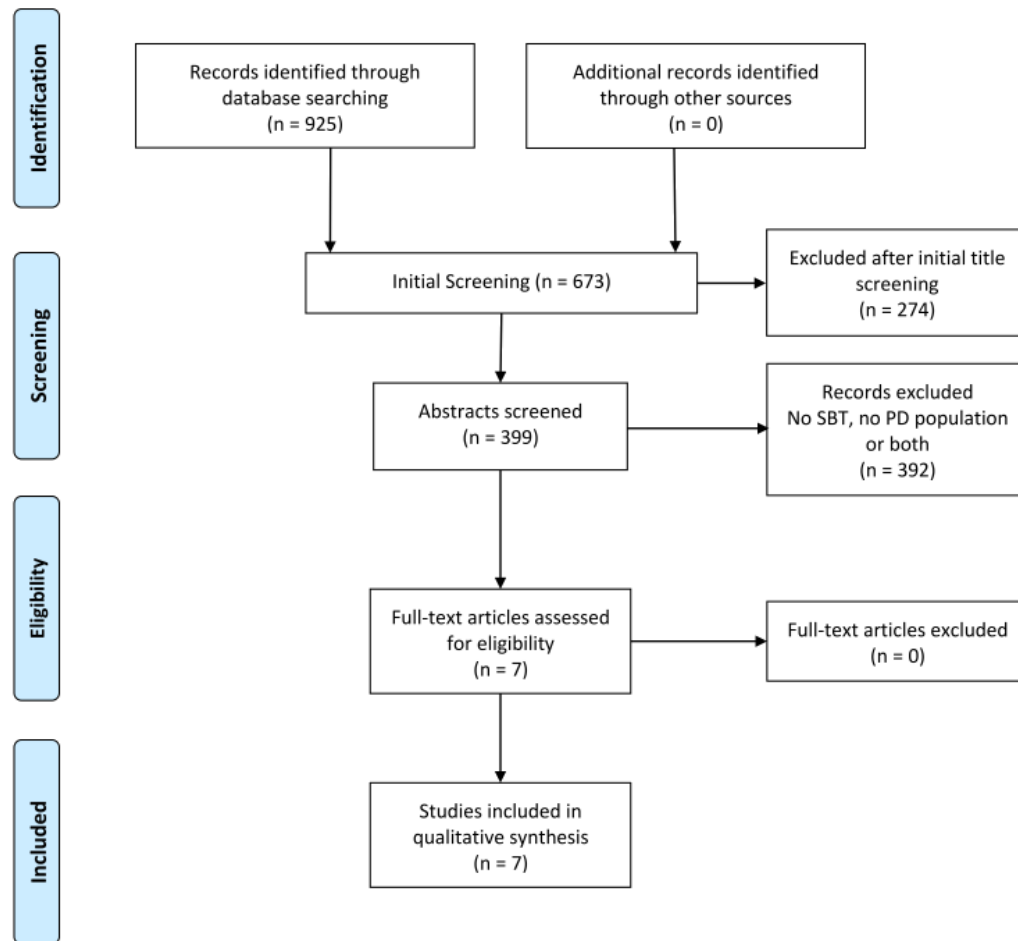 Identification
Records identified through
database searching
(n = 925)
Additional records identified
through other sources
(n = 0)
Screening
Initial Screening (n = 673)
Excluded after initial title
screening
(n = 274)
Abstracts screened
(n = 399)
Records excluded
No SBT, no PD population
or both
(n = 392)
Eligibility
Full-text articles assessed
for eligibility
(n = 7)
Full-text articles excluded
(n = 0)
Included
Studies included in
qualitative synthesis
(n = 7)